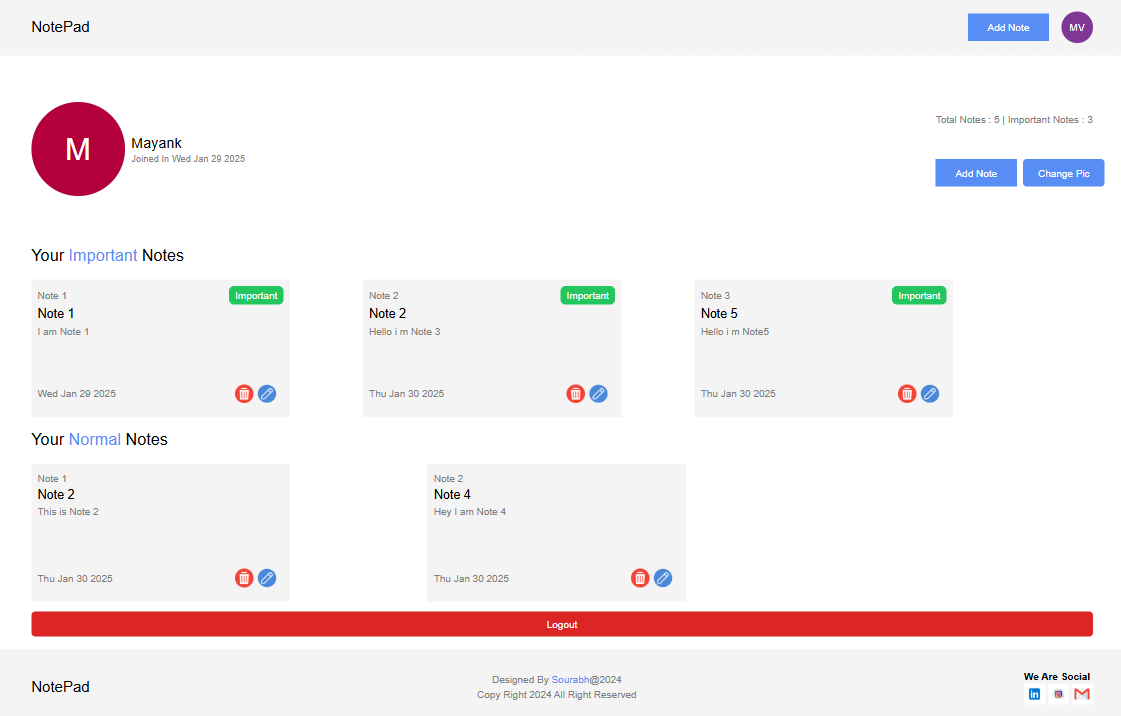 NotePad
Add Note
MV
M
Mayank
Joined In Wed Jan 29 2025
Total Notes : 5 | Important Notes : 3
Add Note
Change Pic
Your Important Notes
Note 1
Important
Note 1
I am Note 1
Wed Jan 29 2025
Note 2
Important
Note 2
Hello i m Note 3
Thu Jan 30 2025
Note 3
Important
Note 5
Hello i m Note5
Thu Jan 30 2025
Your Normal Notes
Note 1
Note 2
This is Note 2
Thu Jan 30 2025
Note 2
Note 4
Hey I am Note 4
Thu Jan 30 2025
Logout
NotePad
Designed By Sourabh@2024
Copy Right 2024 All Right Reserved
We Are Social
in